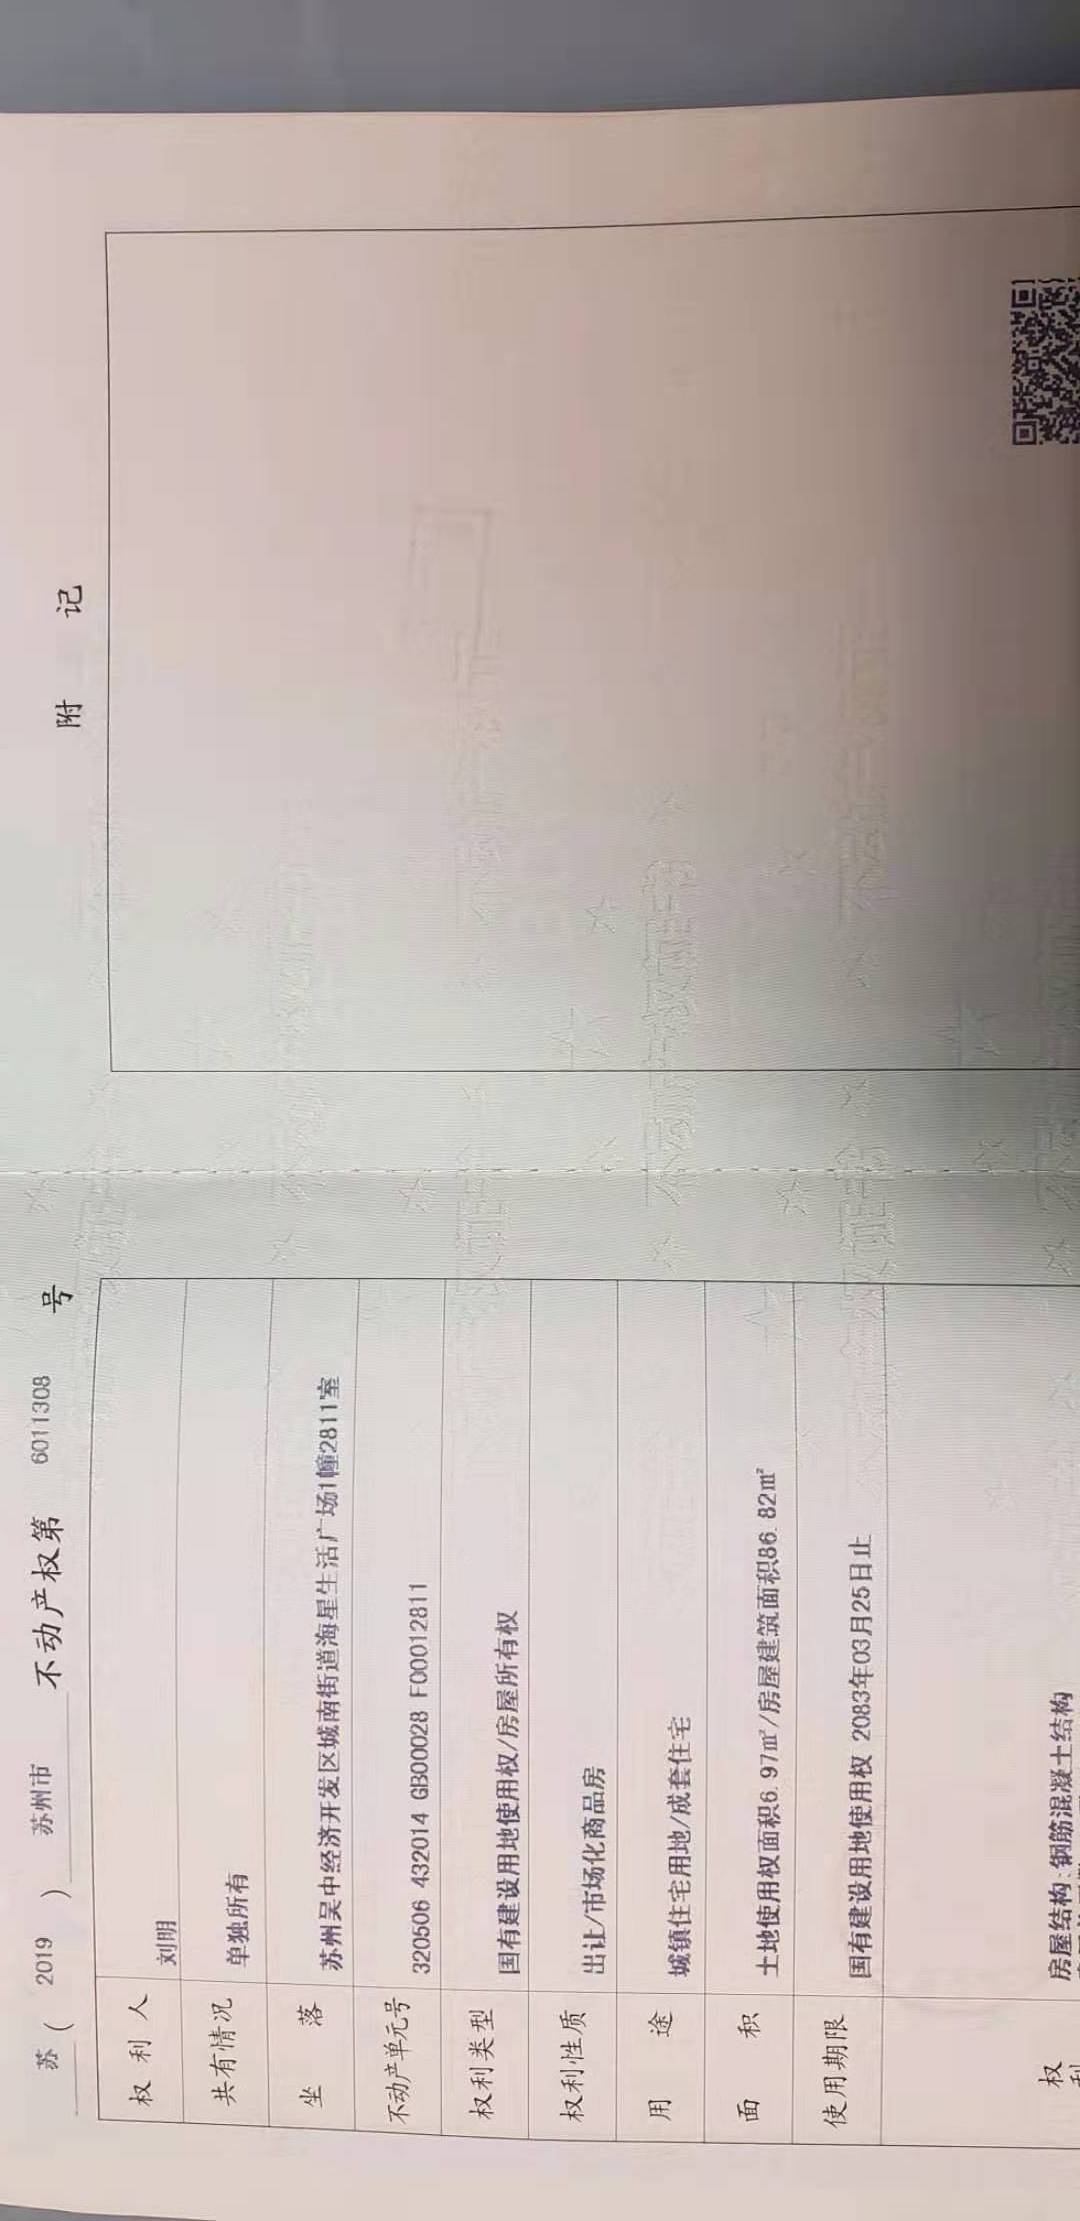 苏 ( 2019 ) 苏州市 不动产权第 6011308 号
权利人 刘明
共有情况 单独所有
坐落 苏州吴中经济开发区城南街道海星生活广场1幢2811室
不动产单元号 320506 432014 GB00028 F00012811
权利类型 国有建设用地使用权/房屋所有权
权利性质 出让/市场化商品房
用途 城镇住宅用地/成套住宅
面积 土地使用权面积6.97㎡/房屋建筑面积86.82㎡
使用期限 国有建设用地使用权 2083年03月25日止
权 房屋结构:钢筋混凝土结构
附 记